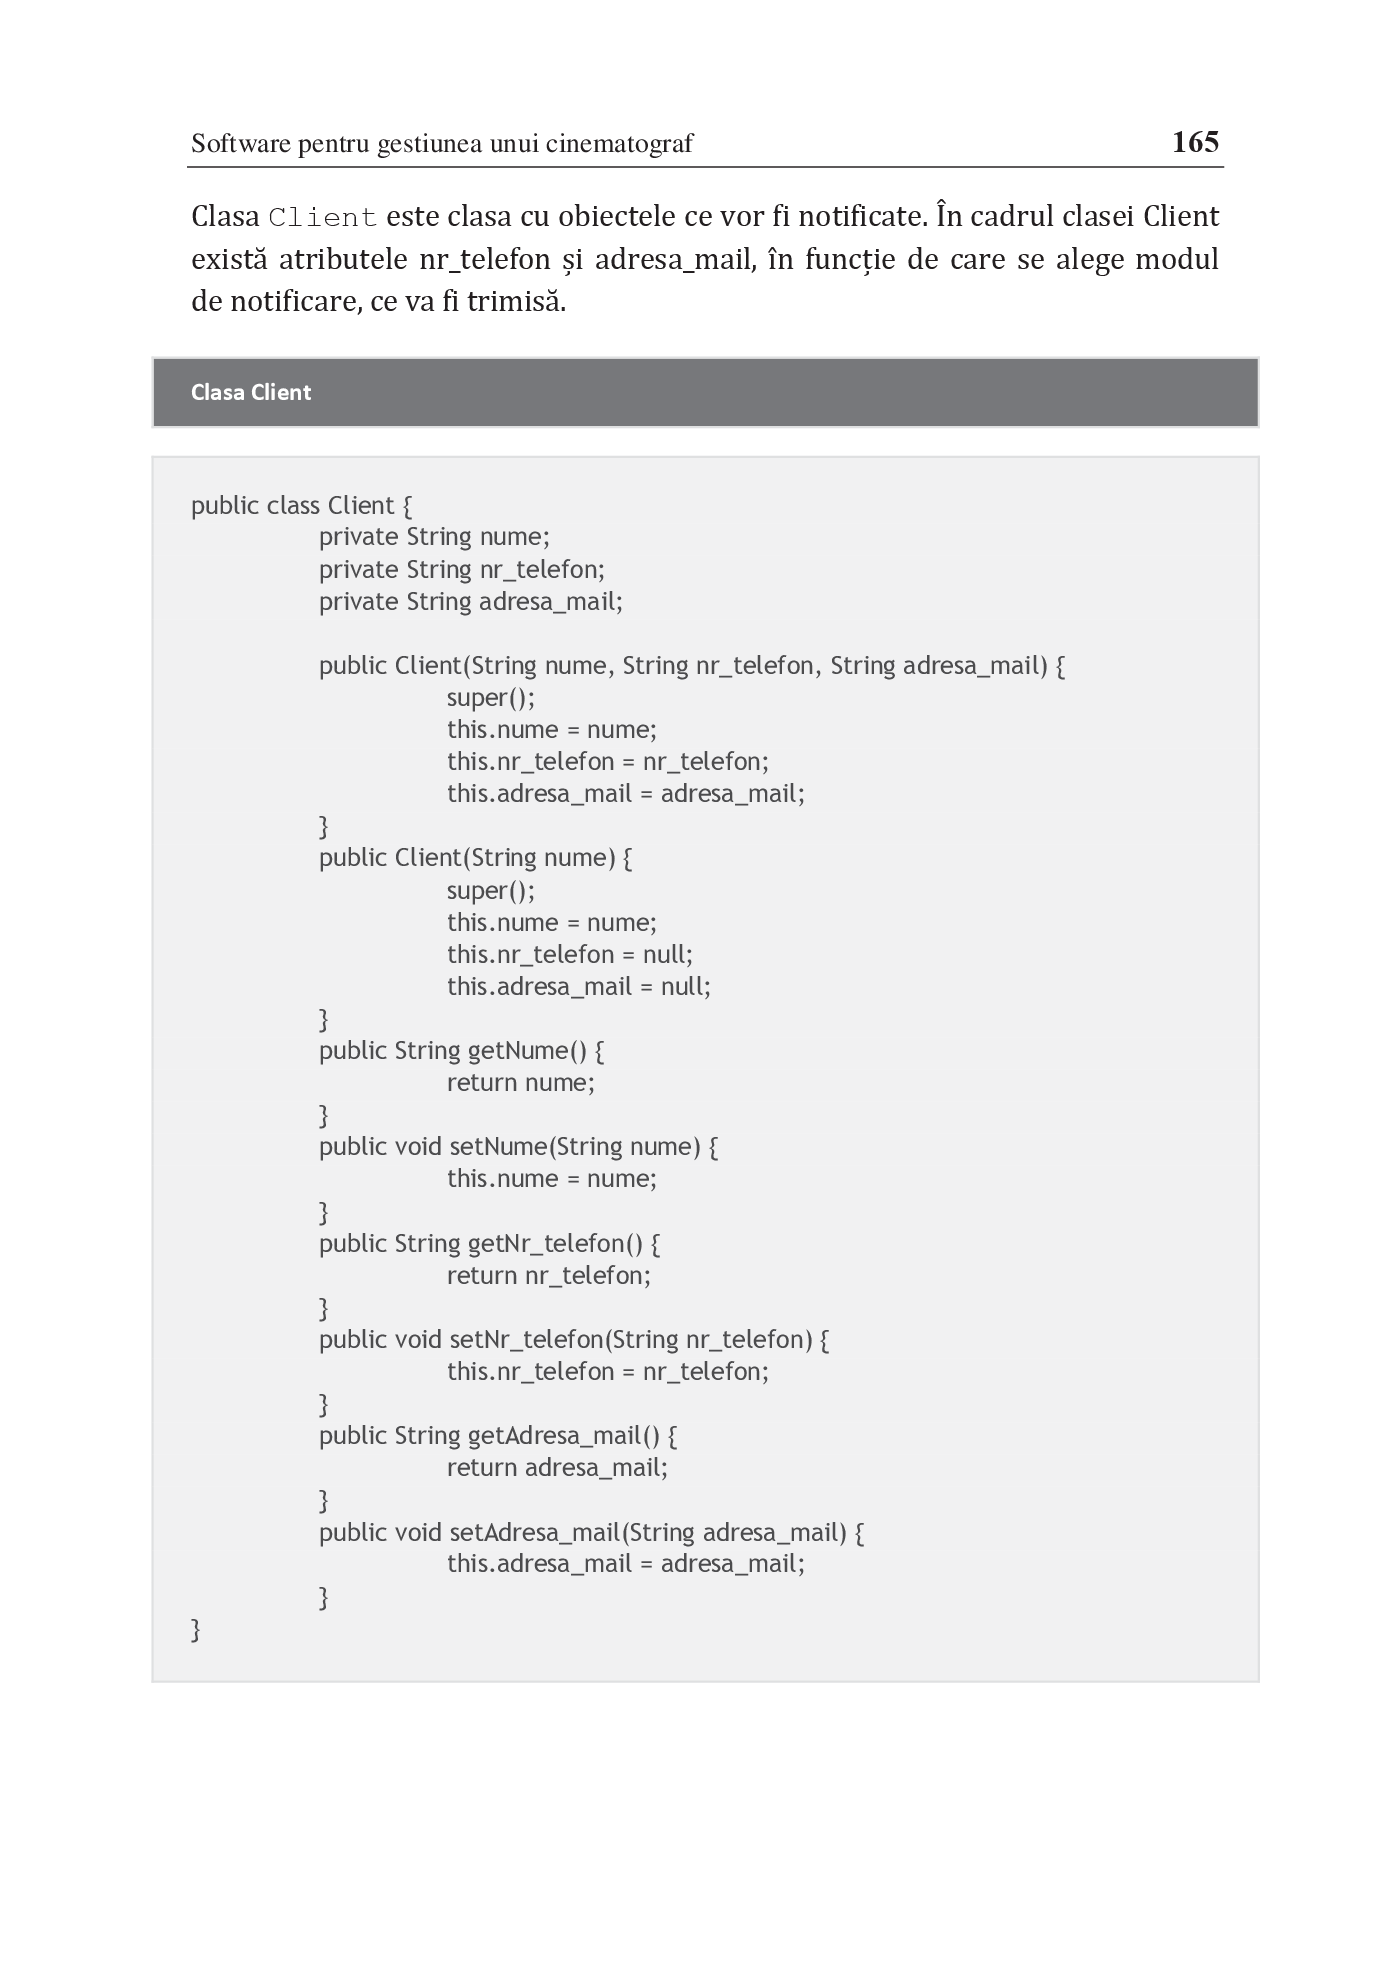 Software pentru gestiunea unui cinematograf 165
Clasa Client este clasa cu obiectele ce vor fi notificate. În cadrul clasei Client
există atributele nr_telefon și adresa_mail, în funcție de care se alege modul
de notificare, ce va fi trimisă.
Clasa Client
public class Client {
private String nume;
private String nr_telefon;
private String adresa_mail;
public Client(String nume, String nr_telefon, String adresa_mail) {
super();
this.nume = nume;
this.nr_telefon = nr_telefon;
this.adresa_mail = adresa_mail;
}
public Client(String nume) {
super();
this.nume = nume;
this.nr_telefon = null;
this.adresa_mail = null;
}
public String getNume() {
return nume;
}
public void setNume(String nume) {
this.nume = nume;
}
public String getNr_telefon() {
return nr_telefon;
}
public void setNr_telefon(String nr_telefon) {
this.nr_telefon = nr_telefon;
}
public String getAdresa_mail() {
return adresa_mail;
}
public void setAdresa_mail(String adresa_mail) {
this.adresa_mail = adresa_mail;
}
}